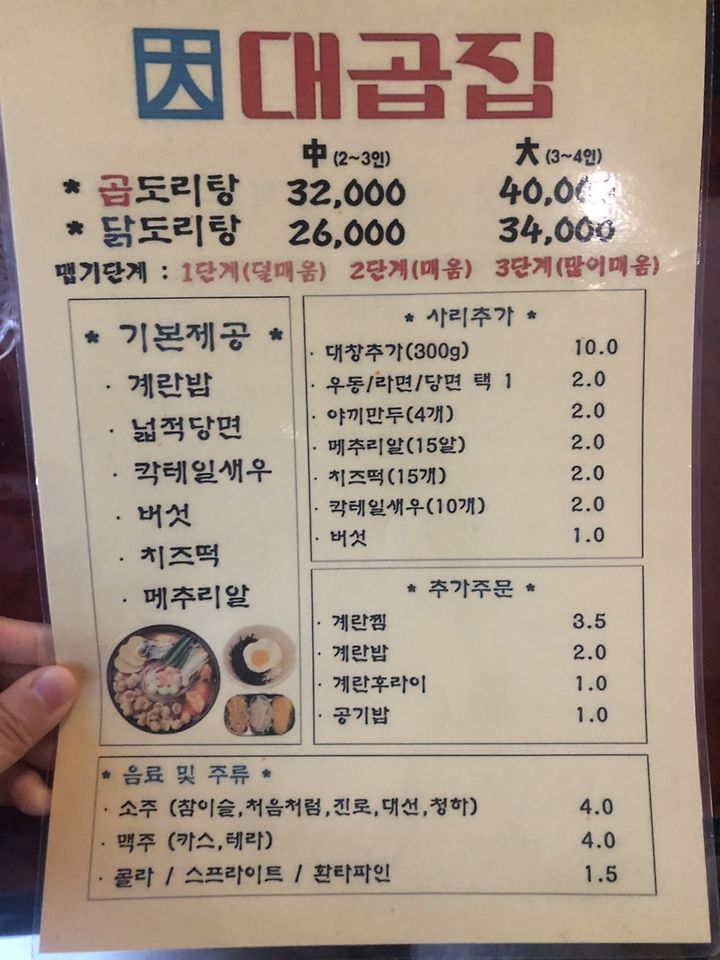 因 대곱집
中 (2~3인) 大 (3~4인)
* 곱도리탕 32,000 40,000
* 닭도리탕 26,000 34,000
맵기단계 : 1단계(덜매움) 2단계(매움) 3단계(많이매움)
* 기본제공 *
· 계란밥
· 넓적당면
· 칵테일새우
· 버섯
· 치즈떡
· 메추리알
* 사리추가 *
· 대창추가(300g) 10.0
· 우동/라면/당면 택 1 2.0
· 야끼만두(4개) 2.0
· 메추리알(15알) 2.0
· 치즈떡(15개) 2.0
· 칵테일새우(10개) 2.0
· 버섯 1.0
* 추가주문 *
· 계란찜 3.5
· 계란밥 2.0
· 계란후라이 1.0
· 공기밥 1.0
* 음료 및 주류 *
· 소주 (참이슬,처음처럼,진로,대선,청하) 4.0
· 맥주 (카스,테라) 4.0
· 콜라 / 스프라이트 / 환타파인 1.5